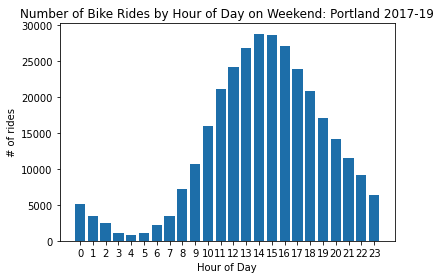 Number of Bike Rides by Hour of Day on Weekend: Portland 2017-19
30000
25000
20000
15000
10000
5000
0
# of rides
0 1 2 3 4 5 6 7 8 9 10 11 12 13 14 15 16 17 18 19 20 21 22 23
Hour of Day